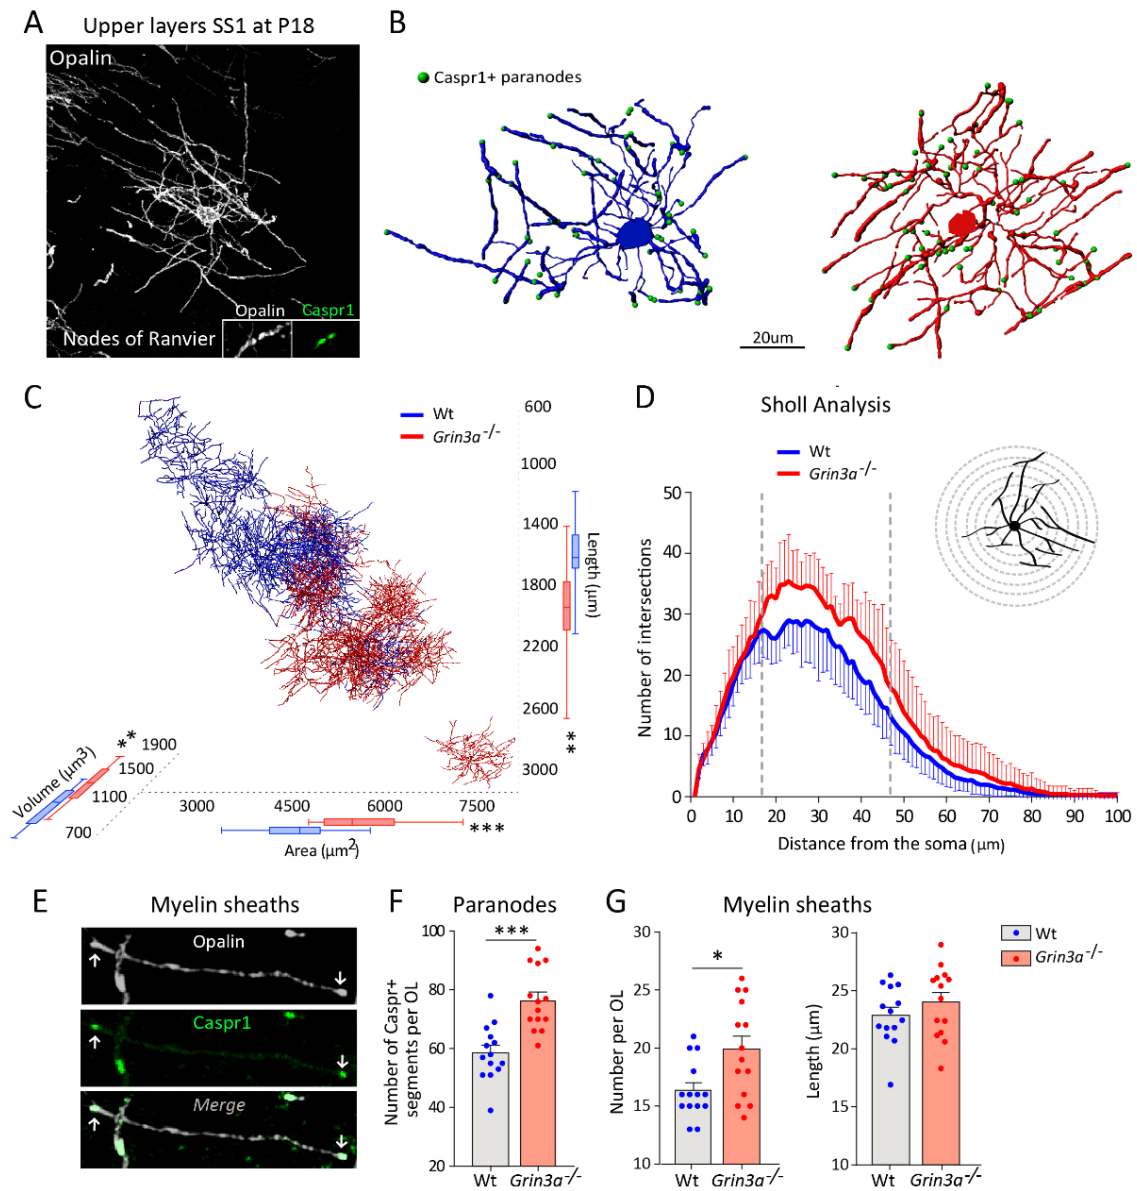 A
Upper layers SS1 at P18
Opalin
Opalin
Caspr1
Nodes of Ranvier
B
Caspr1+ paranodes
20um
C
Wt
Grin3a-/-
600
1000
1400
1800
2200
2600
3000
Length (µm)
**
Volume (µm3)
**
1900
1500
1100
700
3000
4500
6000
7500
***
Area (µm2)
D
Sholl Analysis
Wt
Grin3a-/-
Number of intersections
50
40
30
20
10
0
0
10
20
30
40
50
60
70
80
90
100
Distance from the soma (µm)
E
Myelin sheaths
Opalin
Caspr1
Merge
F
Paranodes
Number of Caspr+
segments per OL
100
80
60
40
20
***
Wt
Grin3a-/-
G
Myelin sheaths
Number per OL
30
25
20
15
10
*
Wt
Grin3a-/-
Length (µm)
30
25
20
15
10
Wt
Grin3a-/-
Wt
Grin3a-/-